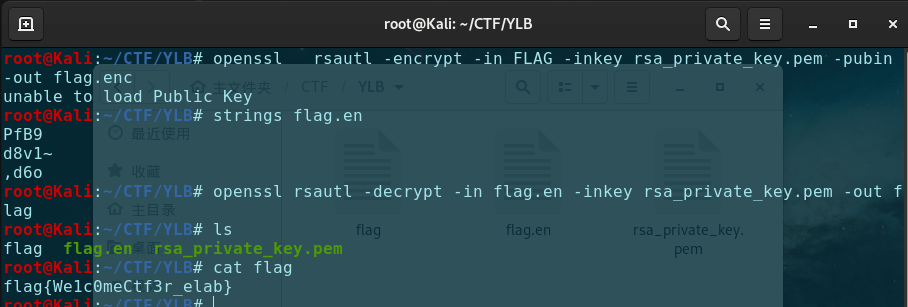 root@Kali: ~/CTF/YLB
root@Kali:~/CTF/YLB# openssl   rsautl -encrypt -in FLAG -inkey rsa_private_key.pem -pubin
-out flag.enc
unable to load Public Key
root@Kali:~/CTF/YLB# strings flag.en
PfB9
d8v1~
,d6o
root@Kali:~/CTF/YLB# openssl rsautl -decrypt -in flag.en -inkey rsa_private_key.pem -out f
lag
root@Kali:~/CTF/YLB# ls
flag  flag.en  rsa_private_key.pem
root@Kali:~/CTF/YLB# cat flag
flag{We1c0meCtf3r_elab}
root@Kali:~/CTF/YLB#
主文件夹 CTF YLB
最近使用
收藏
主目录
flag
flag.en
rsa_private_key.
pem